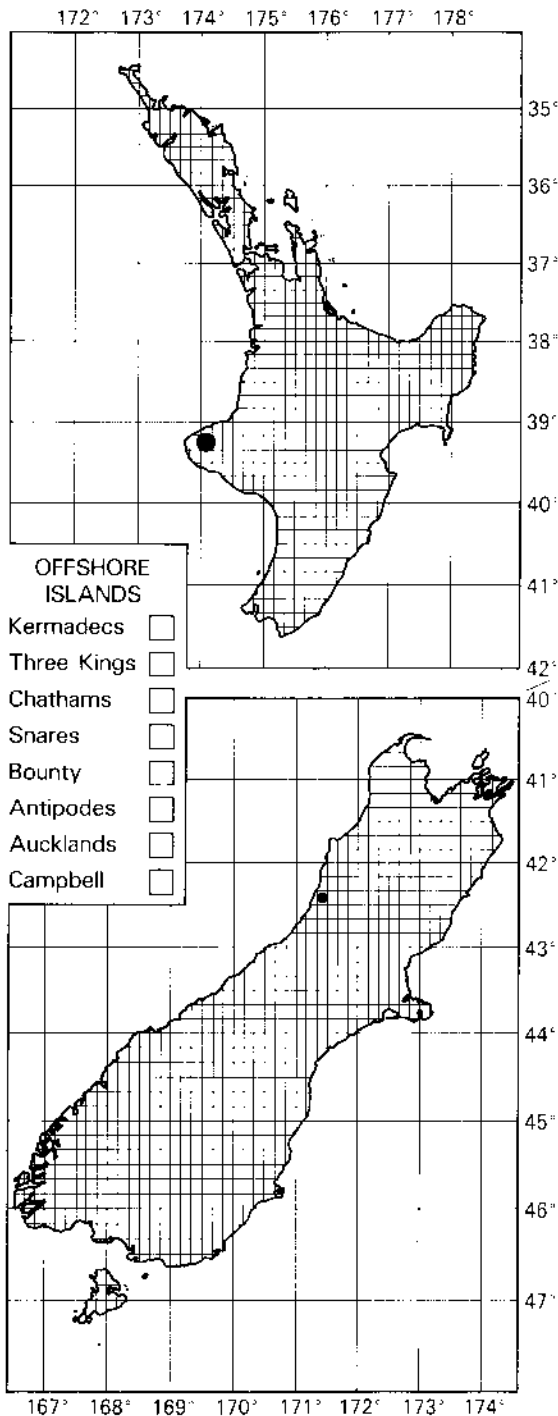 172° 173° 174° 175° 176° 177° 178°
35°
36°
37°
38°
39°
40°
41°
42°
OFFSHORE
ISLANDS
Kermadecs
Three Kings
Chathams
Snares
Bounty
Antipodes
Aucklands
Campbell
40°
41°
42°
43°
44°
45°
46°
47°
167° 168° 169° 170° 171° 172° 173° 174°